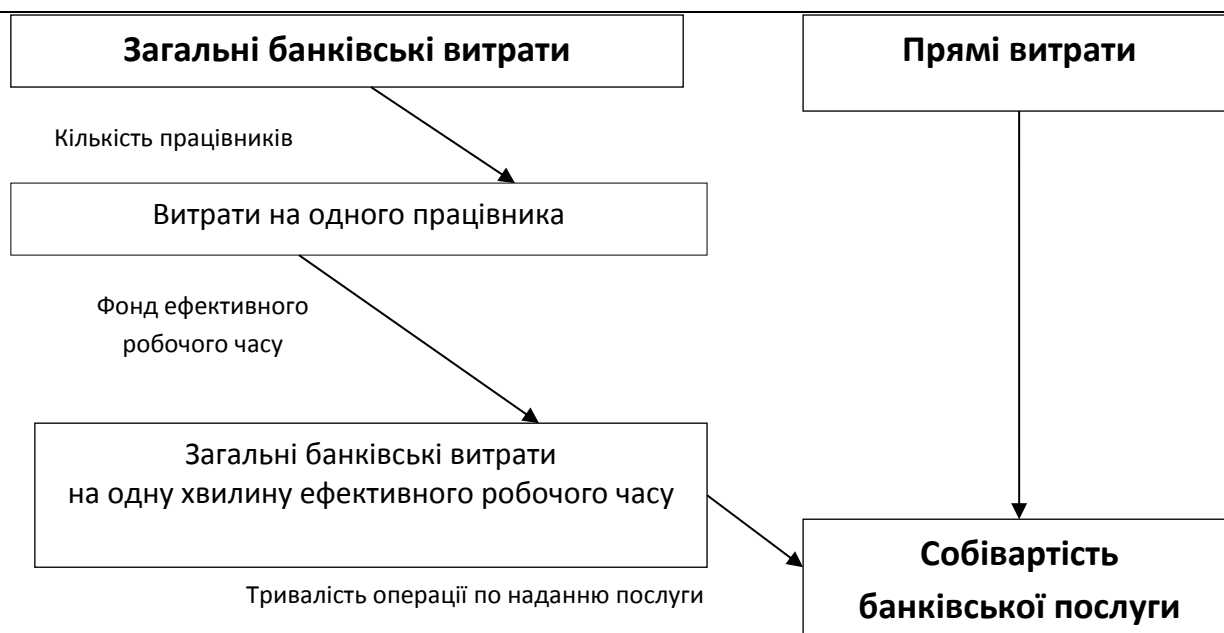 Загальні банківські витрати
Прямі витрати
Кількість працівників
Витрати на одного працівника
Фонд ефективного
робочого часу
Загальні банківські витрати
на одну хвилину ефективного робочого часу
Собівартість
банківської послуги
Тривалість операції по наданню послуги